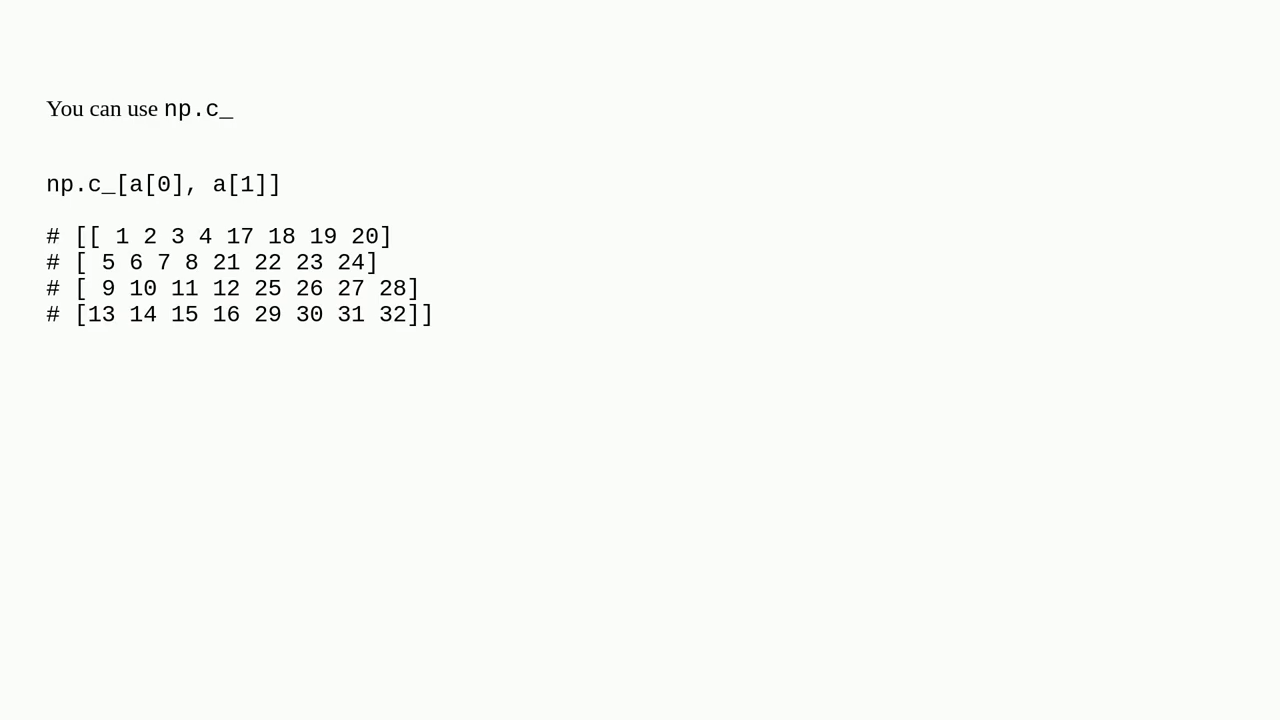 You can use np.c_
np.c_[a[0], a[1]]
# [[ 1 2 3 4 17 18 19 20]
# [ 5 6 7 8 21 22 23 24]
# [ 9 10 11 12 25 26 27 28]
# [13 14 15 16 29 30 31 32]]